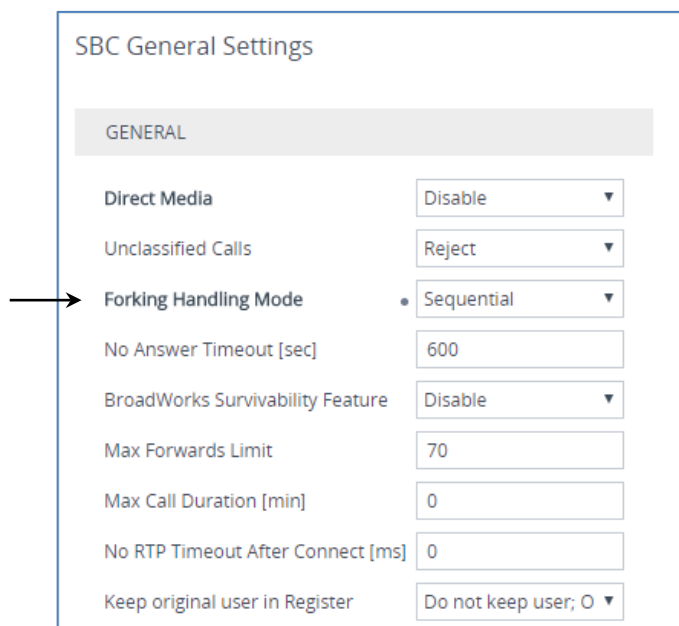 SBC General Settings
GENERAL
Direct Media Disable
Unclassified Calls Reject
Forking Handling Mode Sequential
No Answer Timeout [sec] 600
BroadWorks Survivability Feature Disable
Max Forwards Limit 70
Max Call Duration [min] 0
No RTP Timeout After Connect [ms] 0
Keep original user in Register Do not keep user; O